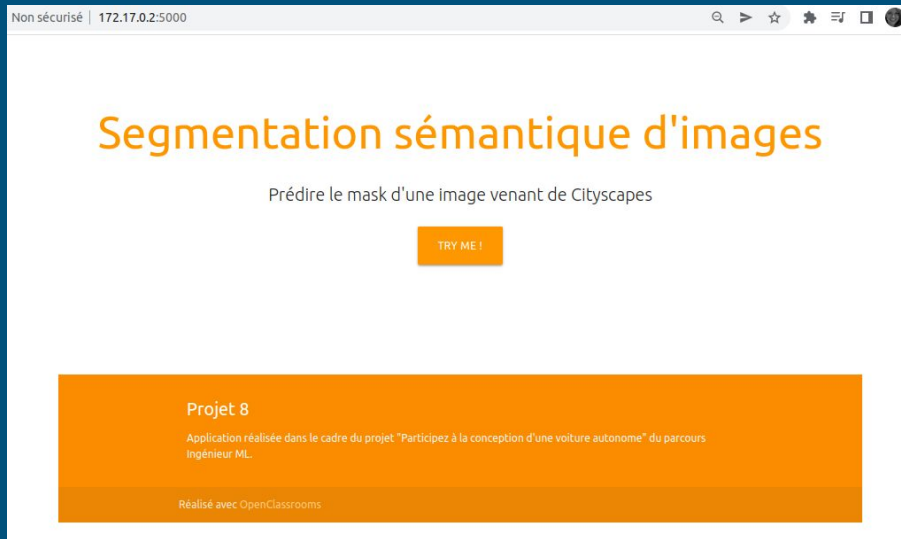 Non sécurisé | 172.17.0.2:5000
Segmentation sémantique d'images
Prédire le mask d'une image venant de Cityscapes
TRY ME !
Projet 8
Application réalisée dans le cadre du projet "Participez à la conception d'une voiture autonome" du parcours
Ingénieur ML.
Réalisé avec OpenClassrooms